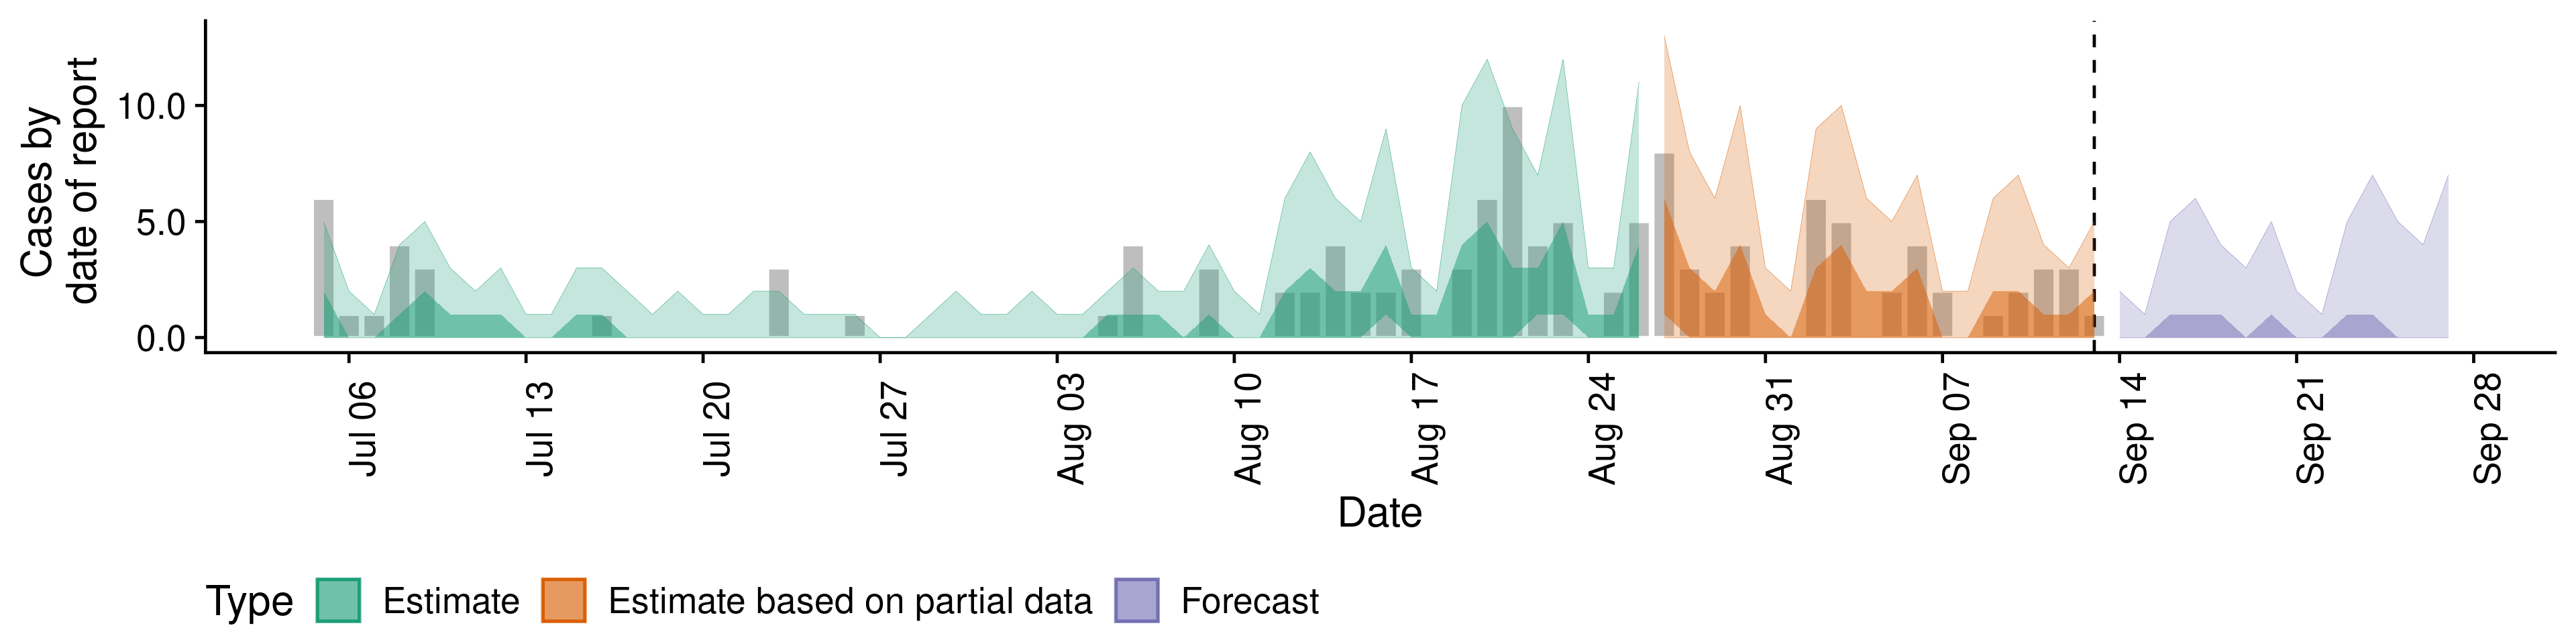 Cases by
date of report
10.0
5.0
0.0
Jul 06
Jul 13
Jul 20
Jul 27
Aug 03
Aug 10
Aug 17
Aug 24
Aug 31
Sep 07
Sep 14
Sep 21
Sep 28
Date
Type
Estimate
Estimate based on partial data
Forecast